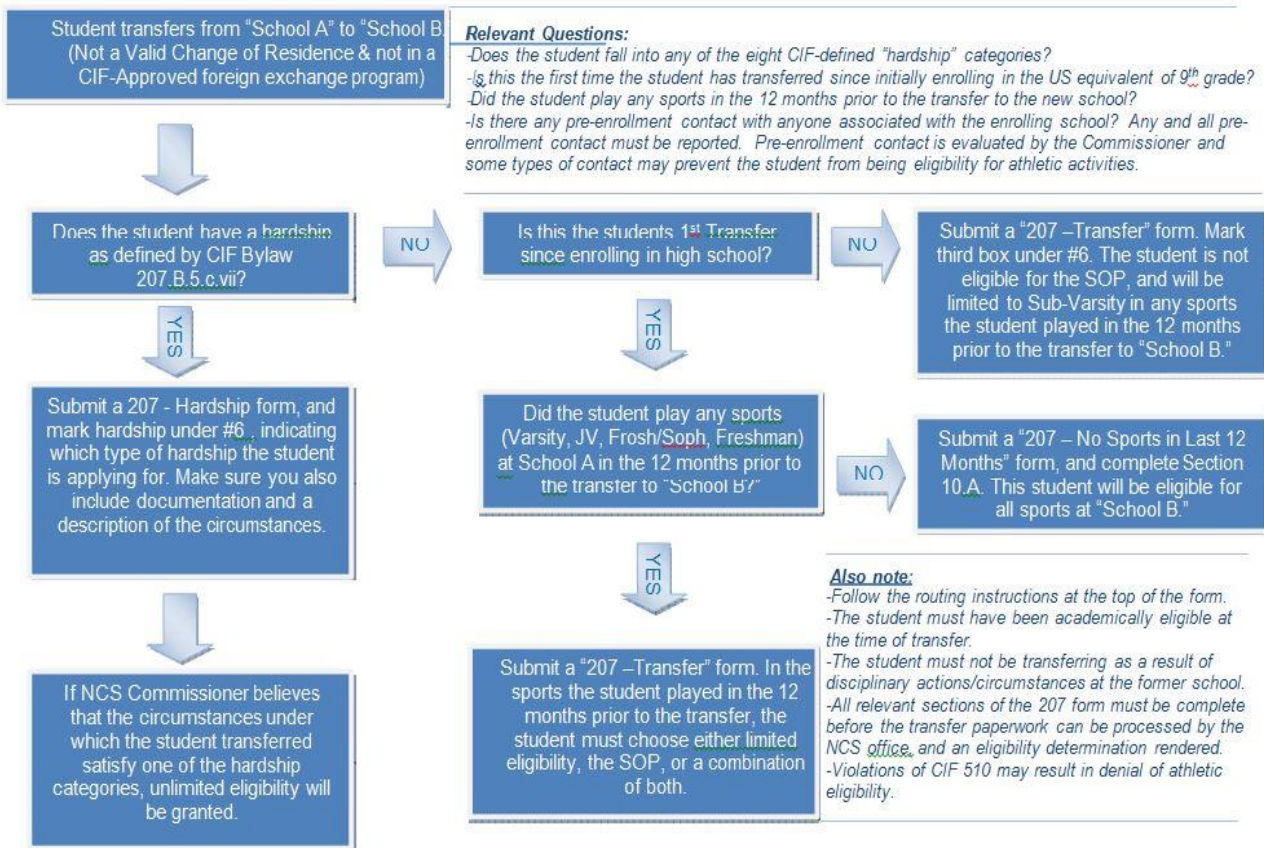 Student transfers from “School A” to “School B.
(Not a Valid Change of Residence & not in a
CIF-Approved foreign exchange program)
Relevant Questions:
-Does the student fall into any of the eight CIF-defined “hardship” categories?
-Is this the first time the student has transferred since initially enrolling in the US equivalent of 9th grade?
-Did the student play any sports in the 12 months prior to the transfer to the new school?
-Is there any pre-enrollment contact with anyone associated with the enrolling school? Any and all pre-
enrollment contact must be reported. Pre-enrollment contact is evaluated by the Commissioner and
some types of contact may prevent the student from being eligibility for athletic activities.
Does the student have a hardship
as defined by CIF Bylaw
207.B.5.c.vii?
NO
Is this the students 1st Transfer
since enrolling in high school?
NO
Submit a “207 –Transfer” form. Mark
third box under #6. The student is not
eligible for the SOP, and will be
limited to Sub-Varsity in any sports
the student played in the 12 months
prior to the transfer to “School B.”
YES
YES
Submit a 207 - Hardship form, and
mark hardship under #6 , indicating
which type of hardship the student
is applying for. Make sure you also
include documentation and a
description of the circumstances.
Did the student play any sports
(Varsity, JV, Frosh/Soph, Freshman)
at School A in the 12 months prior to
the transfer to “School B?”
NO
Submit a “207 – No Sports in Last 12
Months” form, and complete Section
10.A. This student will be eligible for
all sports at “School B.”
YES
If NCS Commissioner believes
that the circumstances under
which the student transferred
satisfy one of the hardship
categories, unlimited eligibility will
be granted.
Submit a “207 –Transfer” form. In the
sports the student played in the 12
months prior to the transfer, the
student must choose either limited
eligibility, the SOP, or a combination
of both.
Also note:
-Follow the routing instructions at the top of the form.
-The student must have been academically eligible at
the time of transfer.
-The student must not be transferring as a result of
disciplinary actions/circumstances at the former school.
-All relevant sections of the 207 form must be complete
before the transfer paperwork can be processed by the
NCS office, and an eligibility determination rendered.
-Violations of CIF 510 may result in denial of athletic
eligibility.